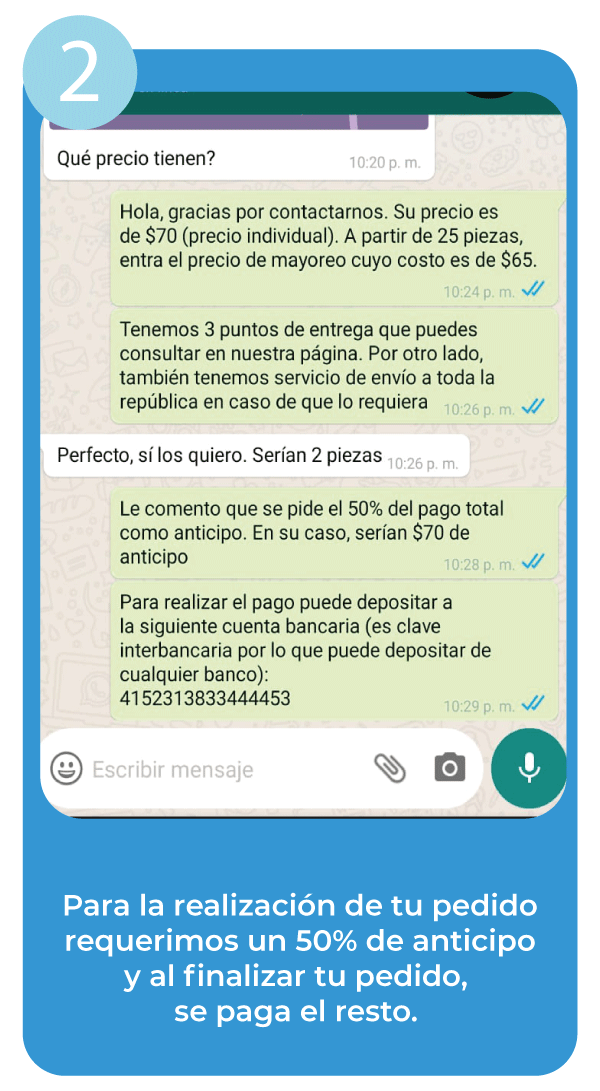 2
Qué precio tienen?
10:20 p. m.
Hola, gracias por contactarnos. Su precio es
de $70 (precio individual). A partir de 25 piezas,
entra el precio de mayoreo cuyo costo es de $65.
10:24 p. m.
Tenemos 3 puntos de entrega que puedes
consultar en nuestra página. Por otro lado,
también tenemos servicio de envío a toda la
república en caso de que lo requiera 10:26 p. m.
Perfecto, sí los quiero. Serían 2 piezas 10:26 p. m.
Le comento que se pide el 50% del pago total
como anticipo. En su caso, serían $70 de
anticipo
10:28 p. m.
Para realizar el pago puede depositar a
la siguiente cuenta bancaria (es clave
interbancaria por lo que puede depositar de
cualquier banco):
4152313833444453
10:29 p. m.
Escribir mensaje
Para la realización de tu pedido
requerimos un 50% de anticipo
y al finalizar tu pedido,
se paga el resto.